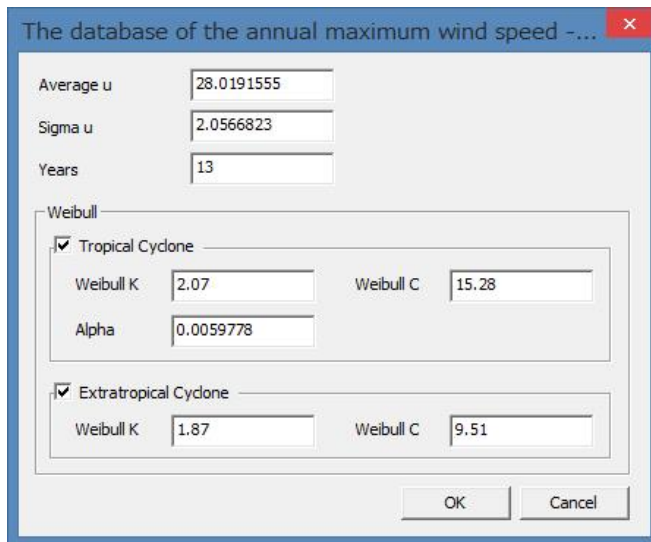 The database of the annual maximum wind speed -...
Average u 28.0191555
Sigma u 2.0566823
Years 13
Weibull
Tropical Cyclone
Weibull K 2.07 Weibull C 15.28
Alpha 0.0059778
Extratropical Cyclone
Weibull K 1.87 Weibull C 9.51
OK Cancel